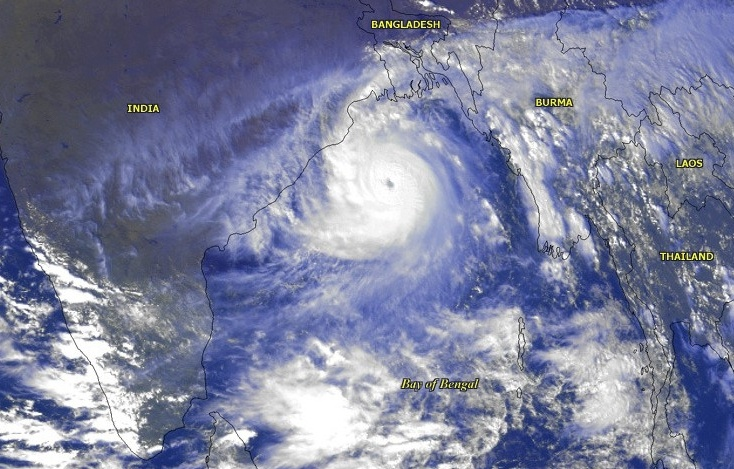 BANGLADESH
INDIA
BURMA
LAOS
THAILAND
Bay of Bengal